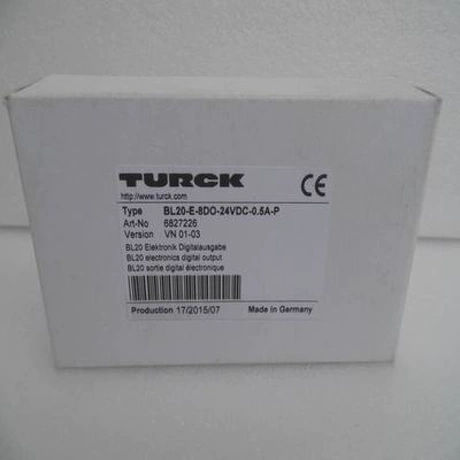 TURCK
CE
http://www.turck.com
Type BL20-E-8DO-24VDC-0.5A-P
Art-No 6827226
Version VN 01-03
BL20 Elektronik Digitalausgabe
BL20 electronics digital output
BL20 sortie digital électronique
Production 17/2015/07 Made in Germany